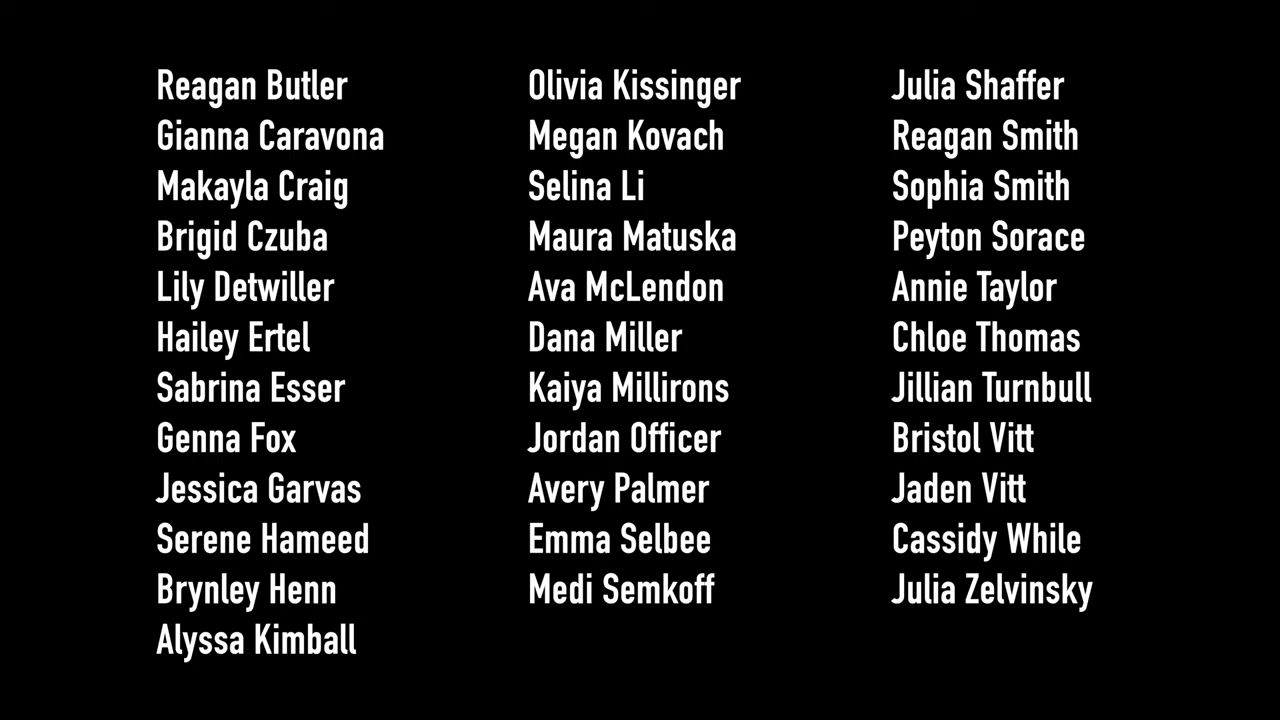 Reagan Butler
Gianna Caravona
Makayla Craig
Brigid Czuba
Lily Detwiller
Hailey Ertel
Sabrina Esser
Genna Fox
Jessica Garvas
Serene Hameed
Brynley Henn
Alyssa Kimball
Olivia Kissinger
Megan Kovach
Selina Li
Maura Matuska
Ava McLendon
Dana Miller
Kaiya Millirons
Jordan Officer
Avery Palmer
Emma Selbee
Medi Semkoff
Julia Shaffer
Reagan Smith
Sophia Smith
Peyton Sorace
Annie Taylor
Chloe Thomas
Jillian Turnbull
Bristol Vitt
Jaden Vitt
Cassidy While
Julia Zelvinsky